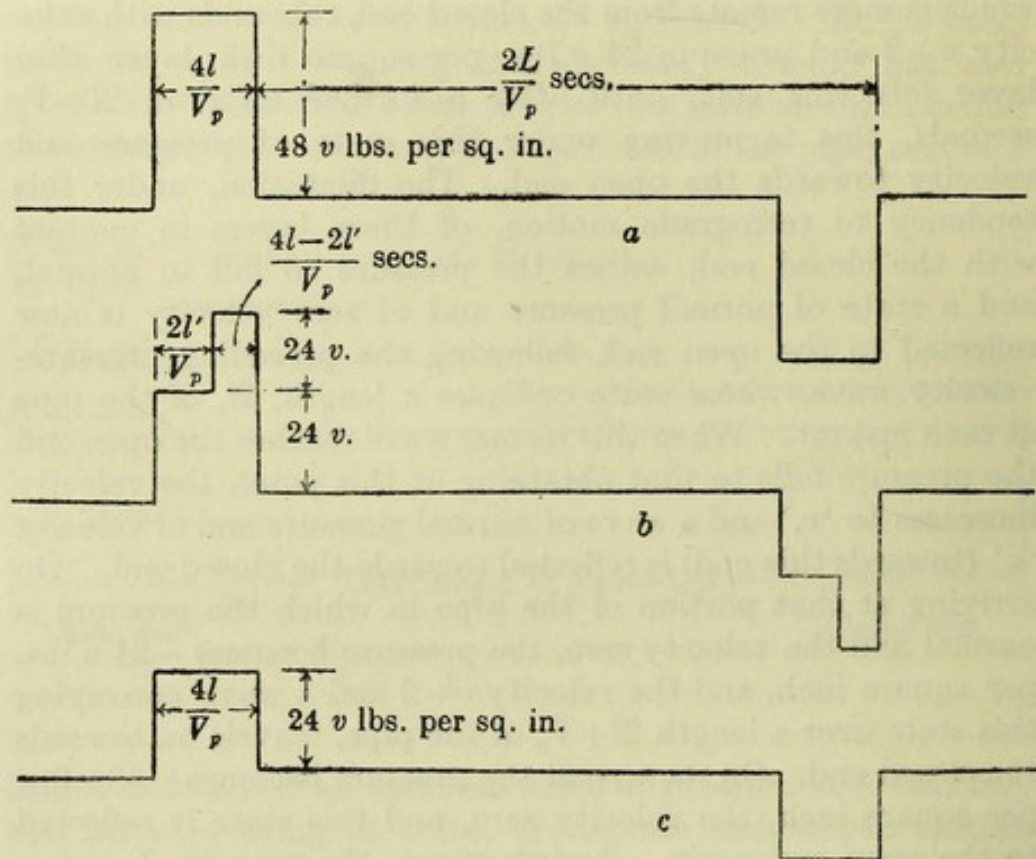 4l
V_p
2L
V_p secs.
48 v lbs. per sq. in.
a
4l—2l'
V_p secs.
2l'
V_p
24 v.
24 v.
b
4l
V_p
24 v lbs. per sq. in.
c